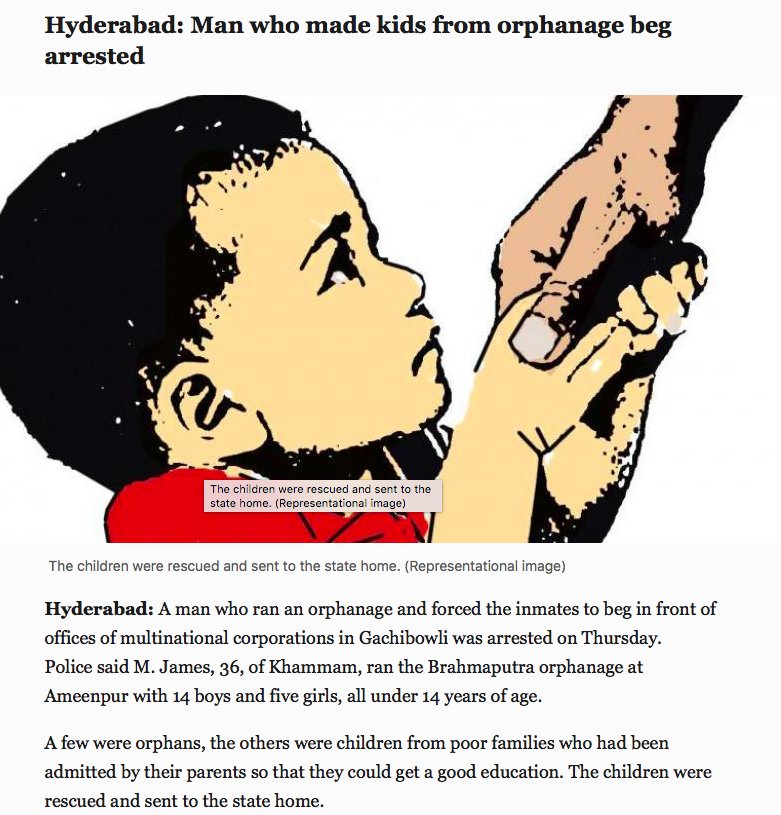 Hyderabad: Man who made kids from orphanage beg
arrested
The children were rescued and sent to the
state home. (Representational image)
The children were rescued and sent to the state home. (Representational image)
Hyderabad: A man who ran an orphanage and forced the inmates to beg in front of
offices of multinational corporations in Gachibowli was arrested on Thursday.
Police said M. James, 36, of Khammam, ran the Brahmaputra orphanage at
Ameenpur with 14 boys and five girls, all under 14 years of age.
A few were orphans, the others were children from poor families who had been
admitted by their parents so that they could get a good education. The children were
rescued and sent to the state home.